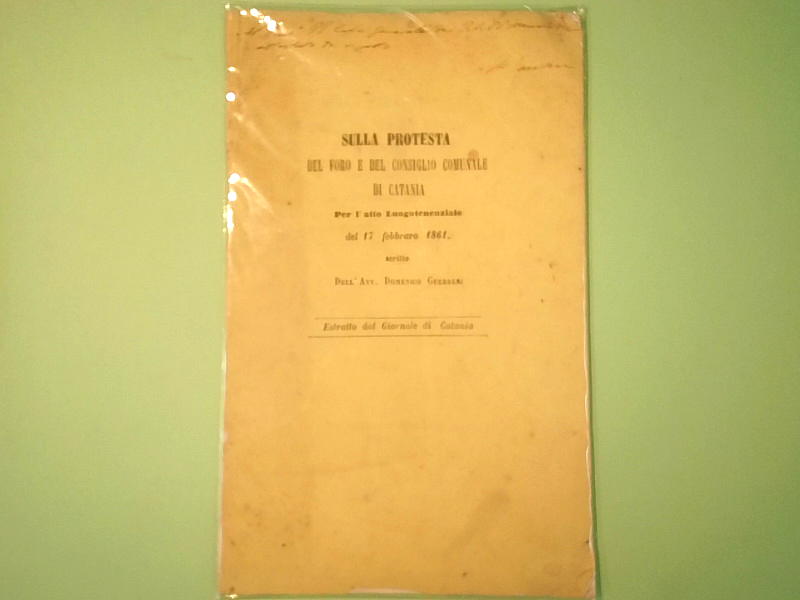 SULLA PROTESTA
DEL FORO E DEL CONSIGLIO COMUNALE
DI CATANIA
Per l'atto Luogotenenziale
del 17 febbraro 1861.
scritto
DELL'AVV. DOMENICO
Estratto dal Giornale di Catania